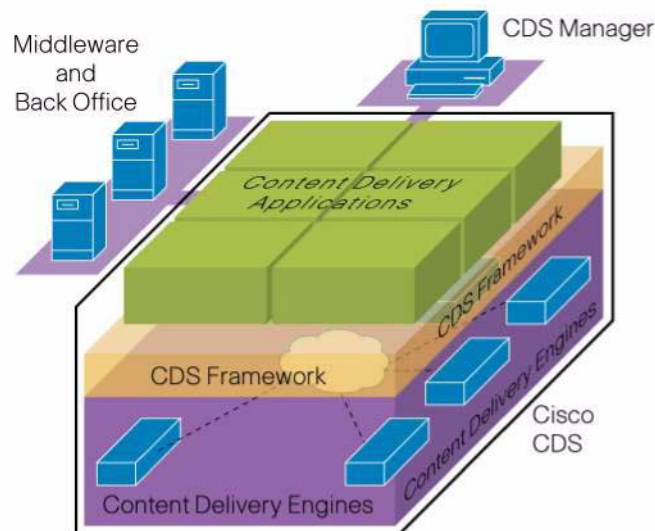 Middleware
and
Back Office
CDS Manager
Content Delivery
Applications
CDS Framework
CDS Framework
Content Delivery Engines
Content Delivery Engines
Cisco
CDS